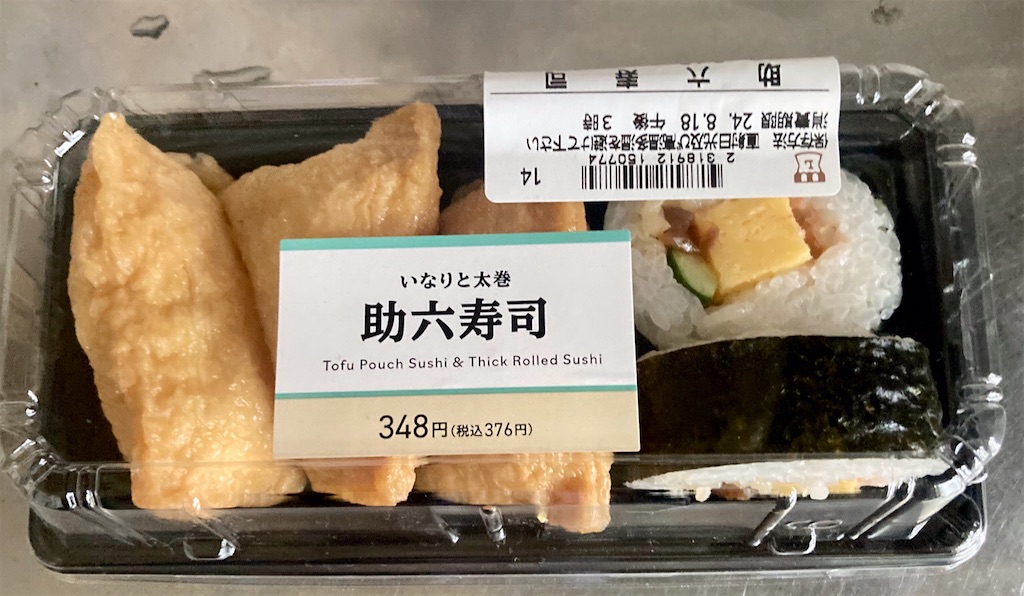 助六寿司
消費期限 24. 8.18 午後 3時
保存方法 直射日光及び高温多湿を避けて下さい
2 318912 150774
14
L
いなりと太巻
助六寿司
Tofu Pouch Sushi & Thick Rolled Sushi
348円(税込376円)